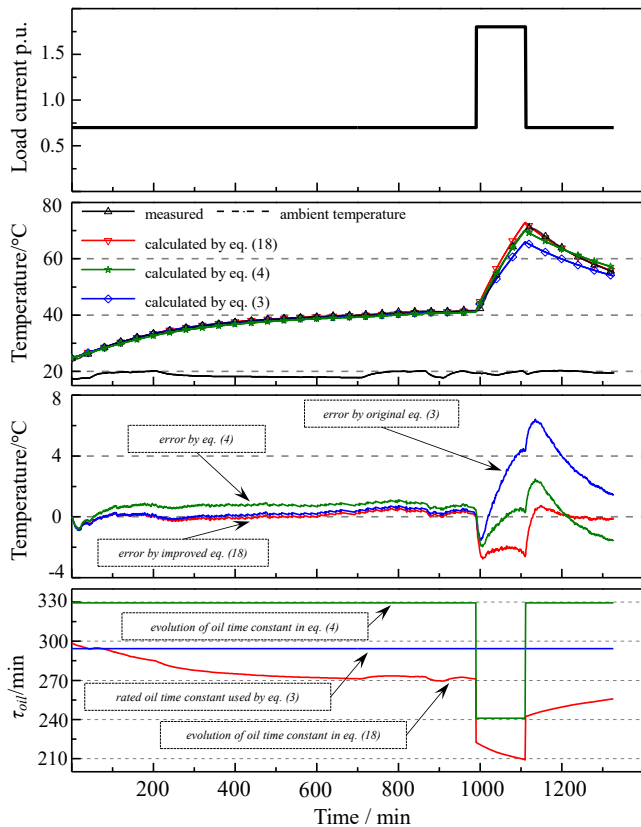 Load current p.u.
1.5
1.0
0.5
Temperature/°C
80
60
40
20
measured
ambient temperature
calculated by eq. (18)
calculated by eq. (4)
calculated by eq. (3)
Temperature/°C
8
4
0
−4
error by original eq. (3)
error by eq. (4)
error by improved eq. (18)
τoil/min
330
300
270
240
210
evolution of oil time constant in eq. (4)
rated oil time constant used by eq. (3)
evolution of oil time constant in eq. (18)
200 400 600 800 1000 1200
Time / min